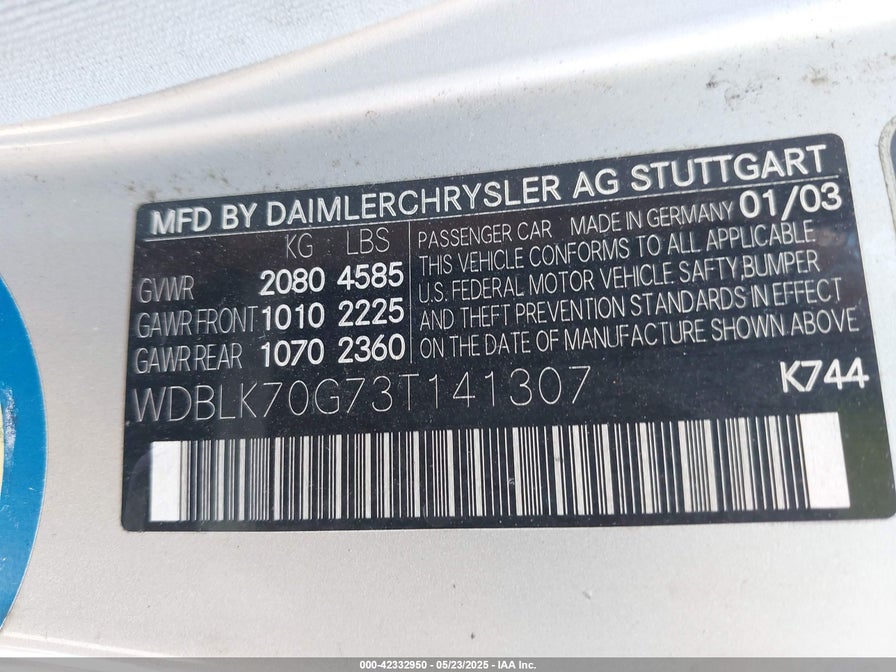 MFD BY DAIMLERCHRYSLER AG STUTTGART
KG LBS
GVWR 2080 4585
GAWR FRONT 1010 2225
GAWR REAR 1070 2360
PASSENGER CAR MADE IN GERMANY 01/03
THIS VEHICLE CONFORMS TO ALL APPLICABLE
U.S. FEDERAL MOTOR VEHICLE SAFTY,BUMPER
AND THEFT PREVENTION STANDARDS IN EFFECT
ON THE DATE OF MANUFACTURE SHOWN ABOVE
WDBLK70G73T141307
K744
000-42332950 - 05/23/2025 - IAA Inc.